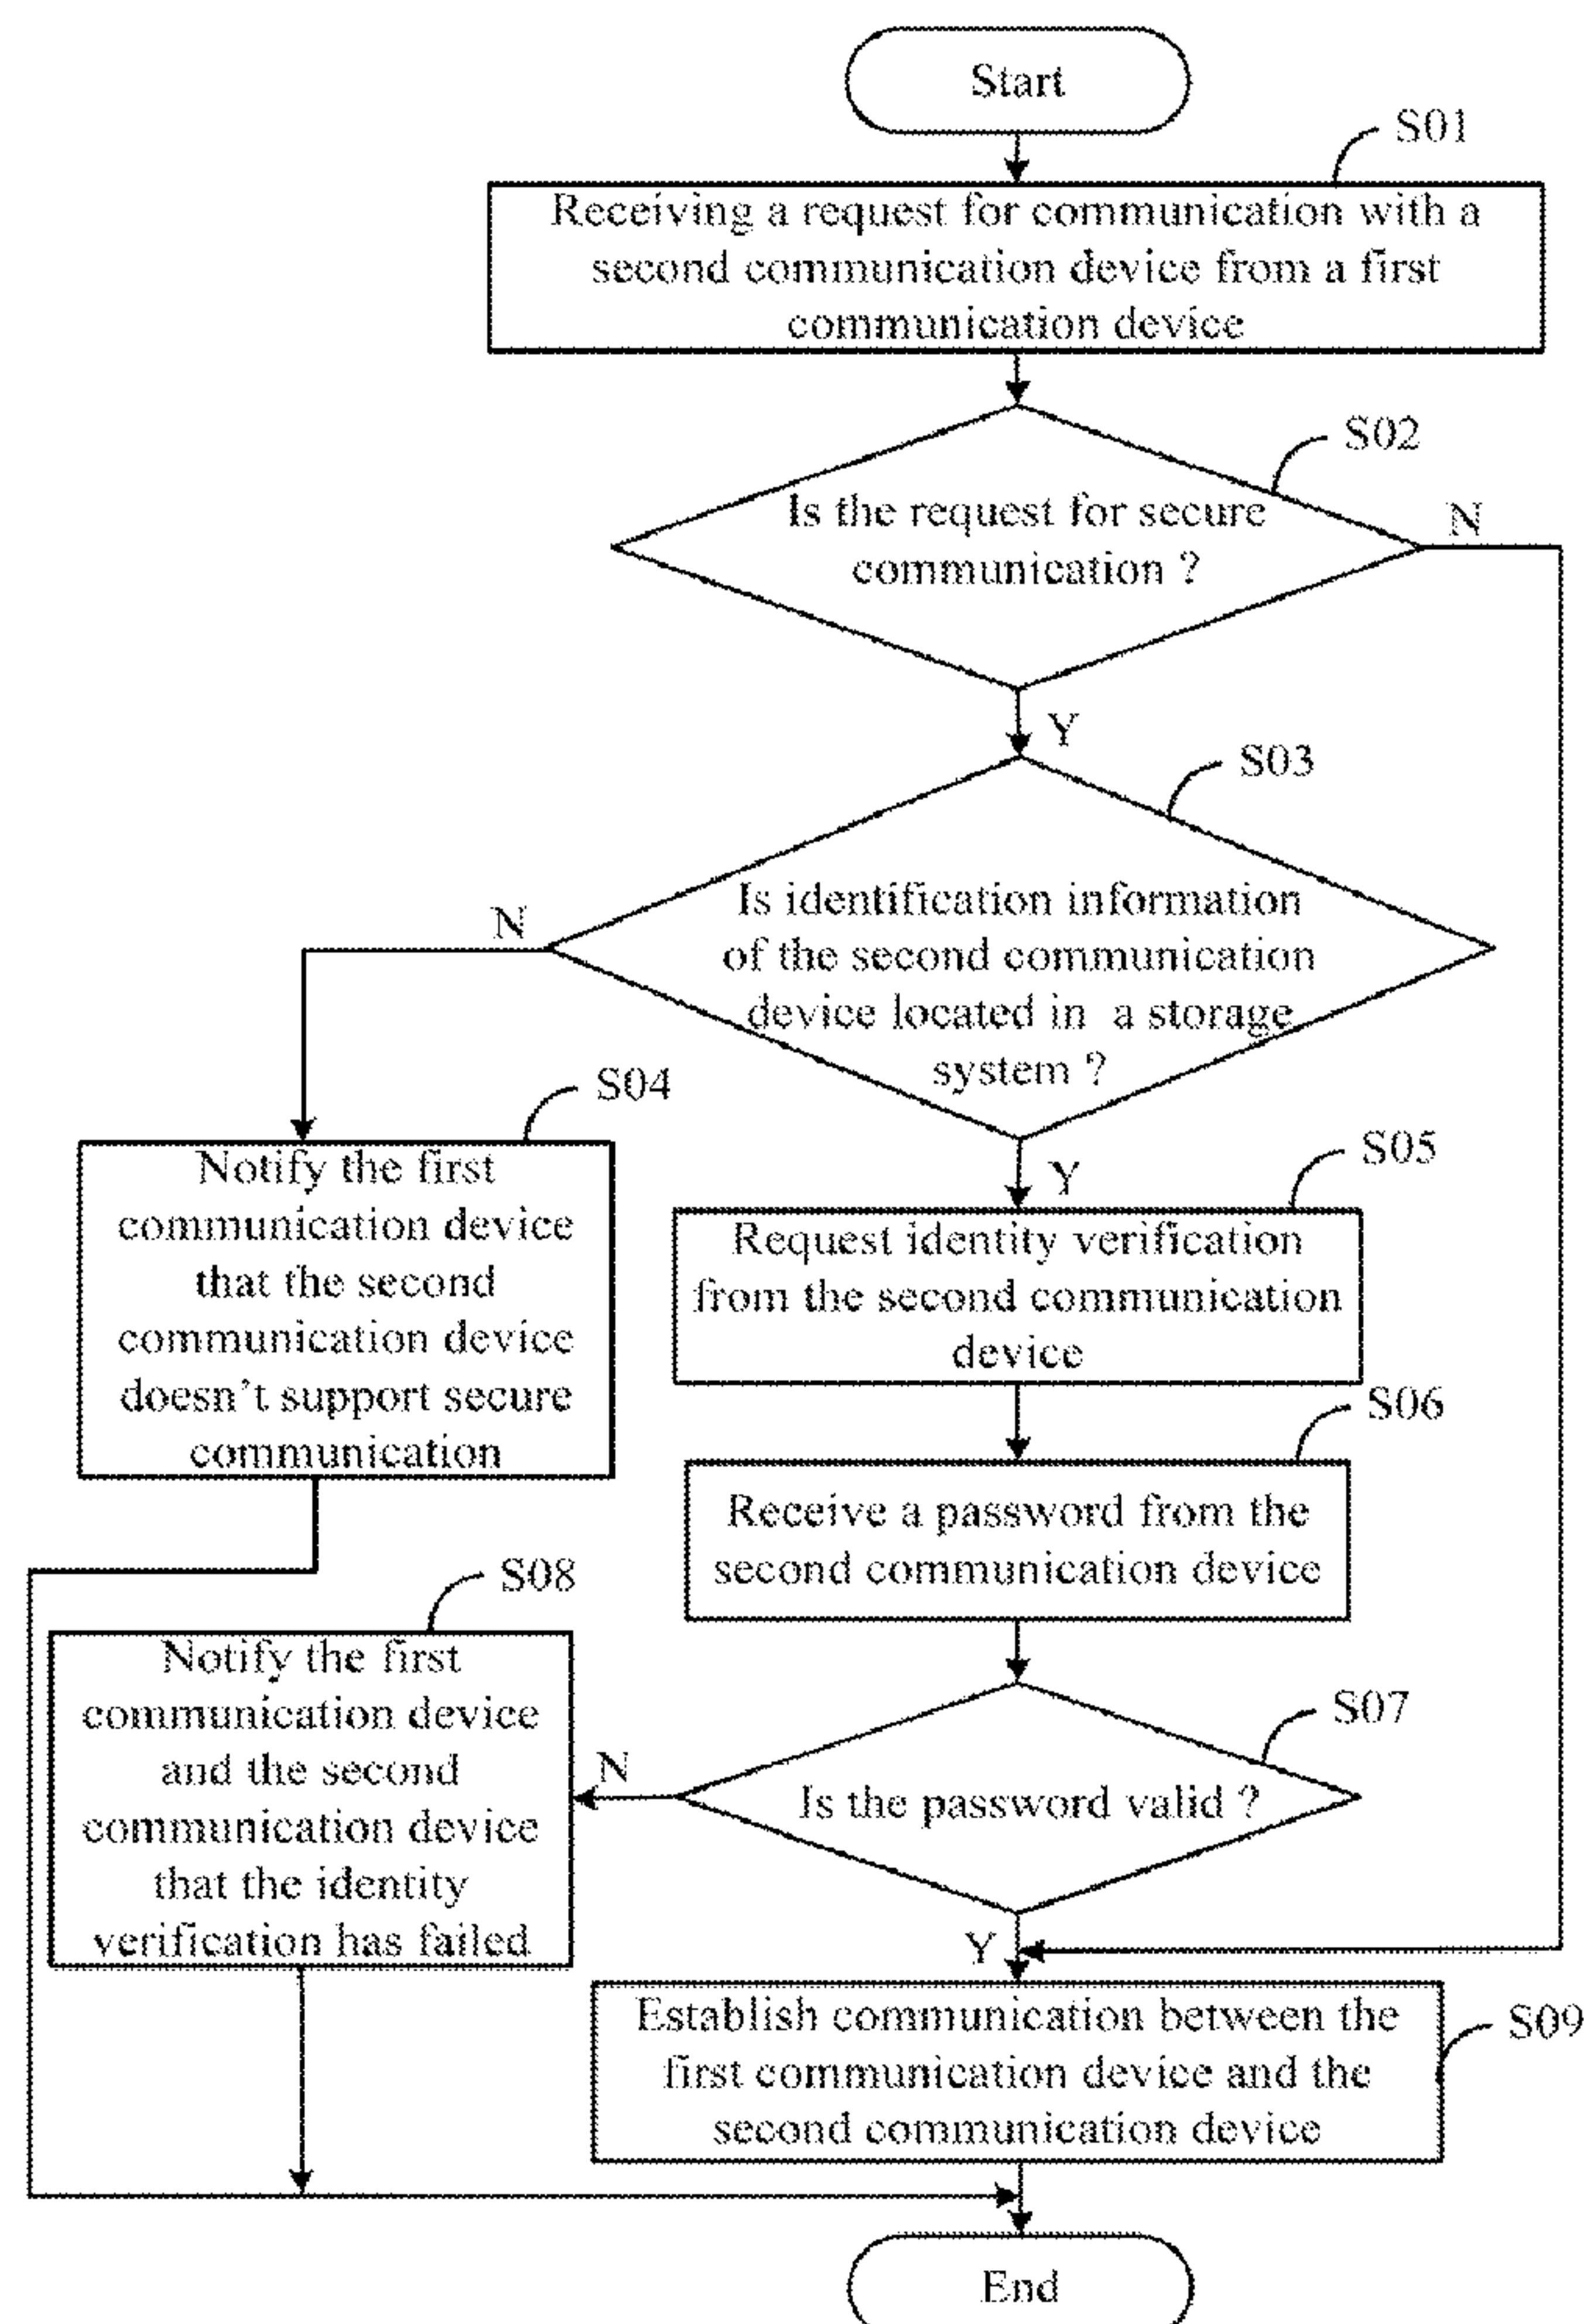 Start
S01
Receiving a request for communication with a
second communication device from a first
communication device
S02
Is the request for secure
communication ?
N
Y
S03
Is identification information
of the second communication
device located in a storage
system ?
N
Y
S04
Notify the first
communication device
that the second
communication device
doesn't support secure
communication
S05
Request identity verification
from the second communication
device
S06
Receive a password from the
second communication device
S07
Is the password valid ?
N
Y
S08
Notify the first
communication device
and the second
communication device
that the identity
verification has failed
S09
Establish communication between the
first communication device and the
second communication device
End